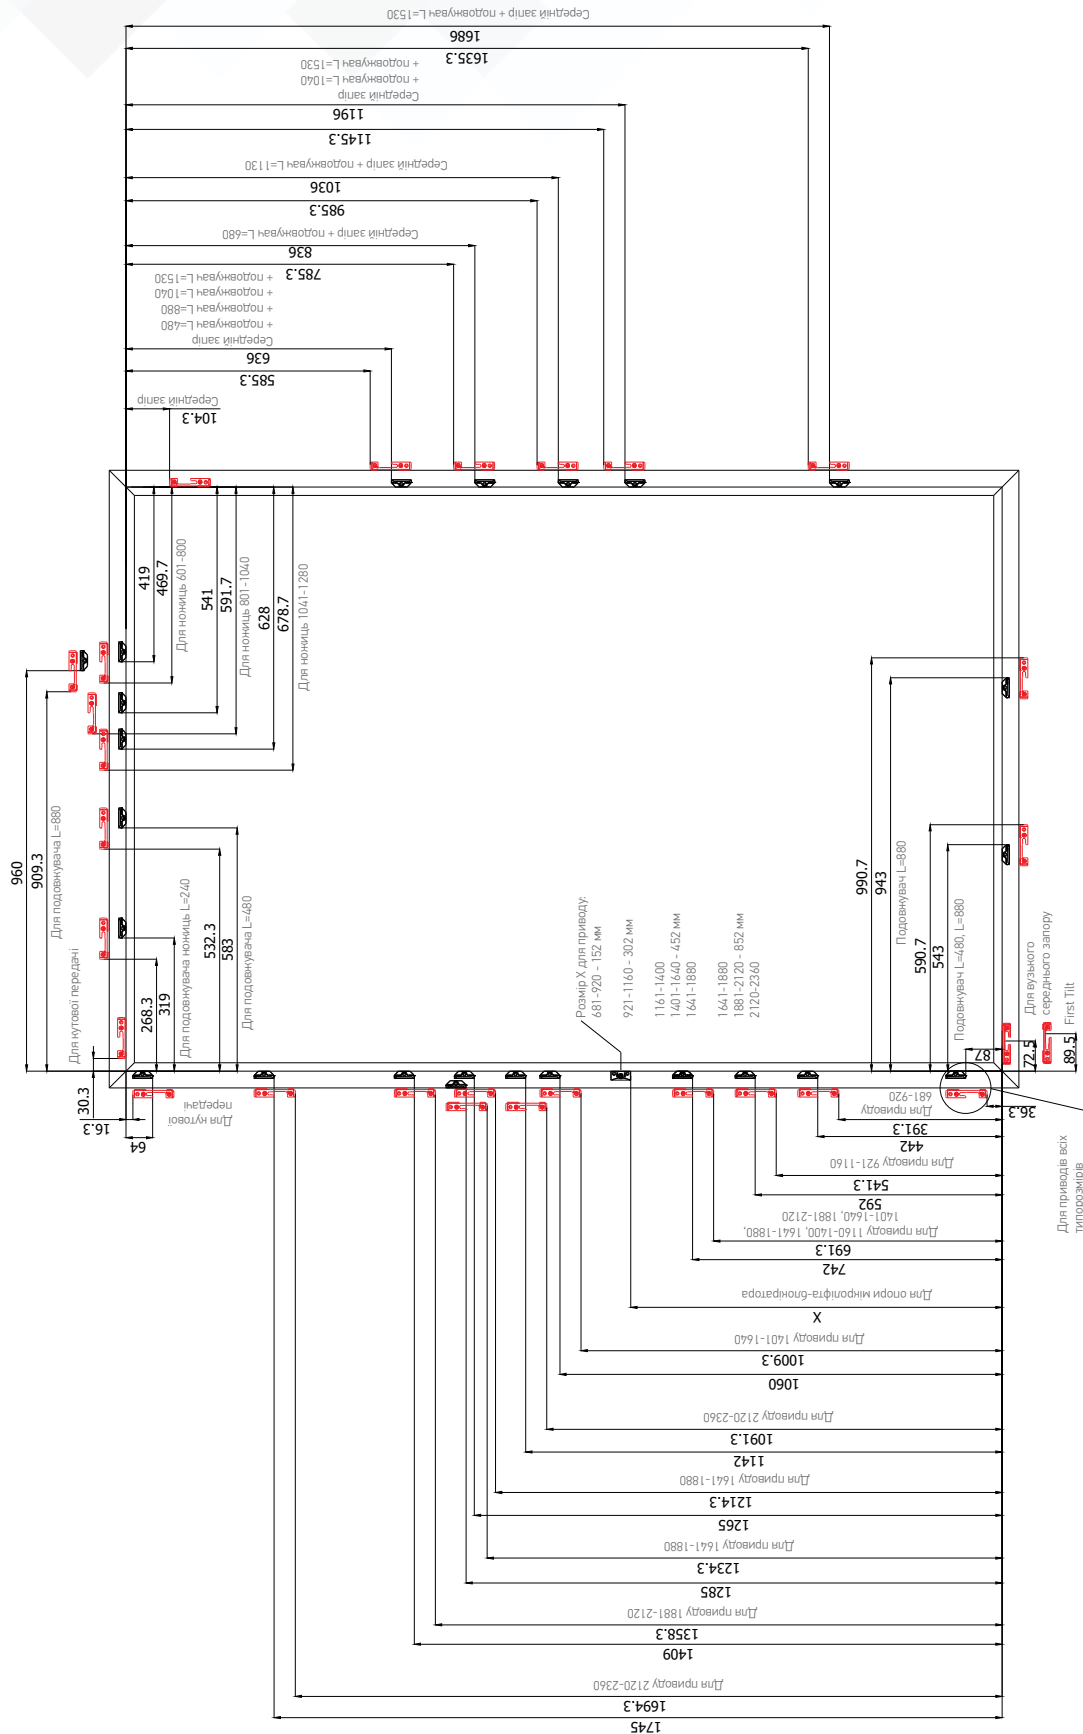 Середній запір + подовжувач L=1530
1686
1635.3
+ подовжувач L=1530
+ подовжувач L=1040
Середній запір
1196
1145.3
Середній запір + подовжувач L=1130
1036
985.3
Середній запір + подовжувач L=680
836
785.3
+ подовжувач L=1530
+ подовжувач L=1040
+ подовжувач L=880
+ подовжувач L=480
Середній запір
636
585.3
Середній запір
104.3
419
469.7
Для ножиць 601-800
541
591.7
Для ножиць 801-1040
628
678.7
Для ножиць 1041-1280
960
909.3
Для подовжувача L=880
Для кутової передачі
30.3
268.3
319
Для подовжувача ножиць L=240
532.3
583
Для подовжувача L=480
Розмір X для приводу:
681-920 - 152 мм
921-1160 - 302 мм
1161-1400
1401-1640 - 452 мм
1641-1880
1641-1880
1881-2120 - 852 мм
2120-2360
990.7
943
Подовжувач L=880
590.7
543
Подовжувач L=480, L=880
87
72.5
Для вузького
середнього запору
89.5
First Tilt
16.3
64
Для кутової
передачі
36.3
Для приводів всіх
типорозмірів
Для приводу
681-920
391.3
442
Для приводу 921-1160
541.3
592
Для приводу 1160-1400, 1641-1880,
1401-1640, 1881-2120
691.3
742
Для опори мікроліфта-блокіратора
X
Для приводу 1401-1640
1009.3
1060
Для приводу 2120-2360
1091.3
1142
Для приводу 1641-1880
1214.3
1265
Для приводу 1641-1880
1234.3
1285
Для приводу 1881-2120
1358.3
1409
Для приводу 2120-2360
1694.3
1745